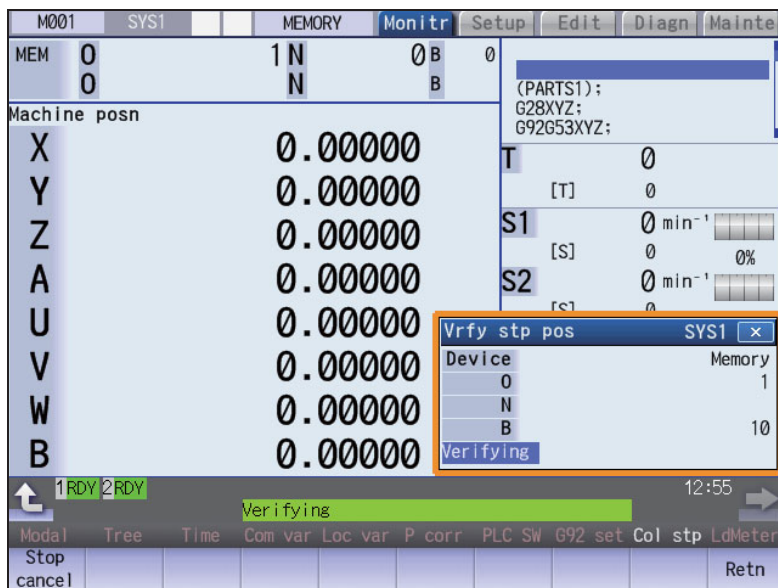 M001 SYS1 MEMORY Monitr Setup Edit Diagn Mainte
MEM O 1 N 0 B 0
O N B
(PARTS1);
G28XYZ;
G92G53XYZ;
Machine posn
X 0.00000
Y 0.00000
Z 0.00000
A 0.00000
U 0.00000
V 0.00000
W 0.00000
B 0.00000
T 0
[T] 0
S1 0 min⁻¹
[S] 0 0%
S2 0 min⁻¹
[S] 0
Vrfy stp pos SYS1 ×
Device Memory
O 1
N
B 10
Verifying
1RDY 2RDY 12:55
Verifying
Modal Tree Time Com var Loc var P corr PLC SW G92 set Col stp LdMeter
Stop cancel Retn